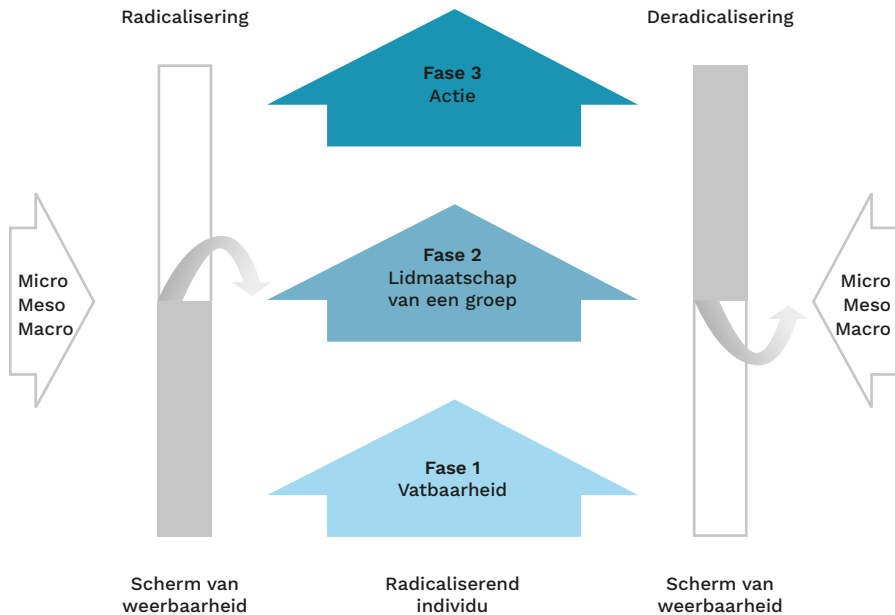 Radicalisering
Deradicalisering
Fase 3
Actie
Fase 2
Lidmaatschap
van een groep
Micro
Meso
Macro
Micro
Meso
Macro
Fase 1
Vatbaarheid
Scherm van
weerbaarheid
Radicaliserend
individu
Scherm van
weerbaarheid